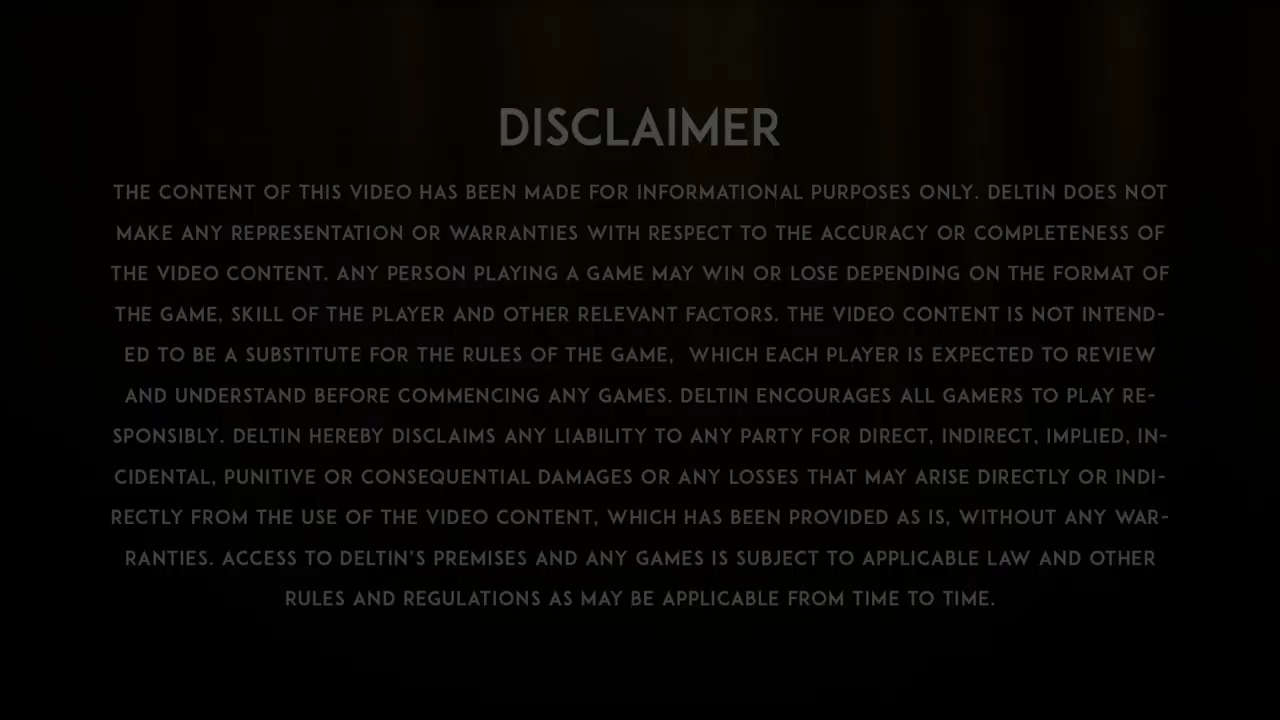 DISCLAIMER
THE CONTENT OF THIS VIDEO HAS BEEN MADE FOR INFORMATIONAL PURPOSES ONLY. DELTIN DOES NOT
MAKE ANY REPRESENTATION OR WARRANTIES WITH RESPECT TO THE ACCURACY OR COMPLETENESS OF
THE VIDEO CONTENT. ANY PERSON PLAYING A GAME MAY WIN OR LOSE DEPENDING ON THE FORMAT OF
THE GAME, SKILL OF THE PLAYER AND OTHER RELEVANT FACTORS. THE VIDEO CONTENT IS NOT INTEND-
ED TO BE A SUBSTITUTE FOR THE RULES OF THE GAME, WHICH EACH PLAYER IS EXPECTED TO REVIEW
AND UNDERSTAND BEFORE COMMENCING ANY GAMES. DELTIN ENCOURAGES ALL GAMERS TO PLAY RE-
SPONSIBLY. DELTIN HEREBY DISCLAIMS ANY LIABILITY TO ANY PARTY FOR DIRECT, INDIRECT, IMPLIED, IN-
CIDENTAL, PUNITIVE OR CONSEQUENTIAL DAMAGES OR ANY LOSSES THAT MAY ARISE DIRECTLY OR INDI-
RECTLY FROM THE USE OF THE VIDEO CONTENT, WHICH HAS BEEN PROVIDED AS IS, WITHOUT ANY WAR-
RANTIES. ACCESS TO DELTIN'S PREMISES AND ANY GAMES IS SUBJECT TO APPLICABLE LAW AND OTHER
RULES AND REGULATIONS AS MAY BE APPLICABLE FROM TIME TO TIME.